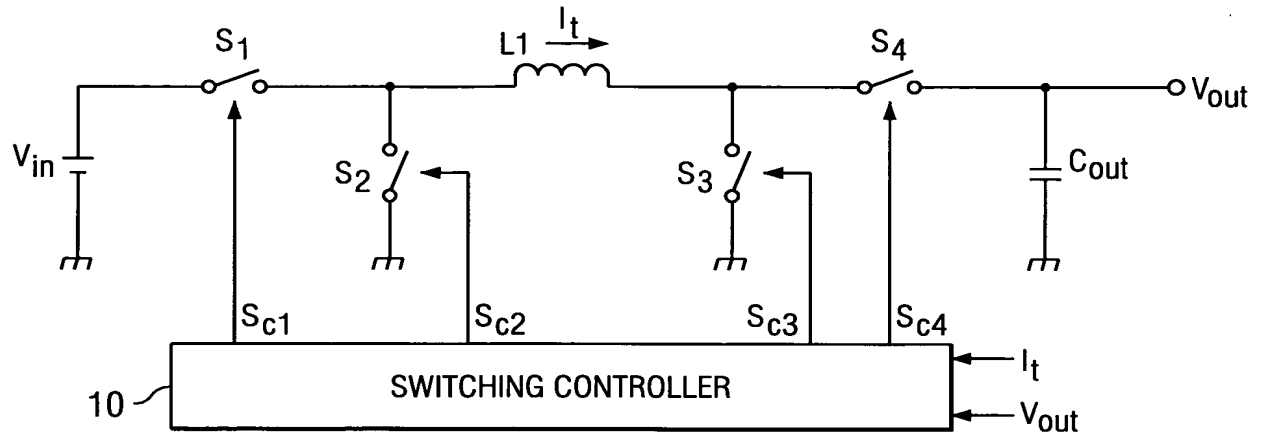 S1
L1
It
S4
Vin
S2
S3
Cout
Vout
Sc1
Sc2
Sc3
Sc4
10
SWITCHING CONTROLLER
It
Vout